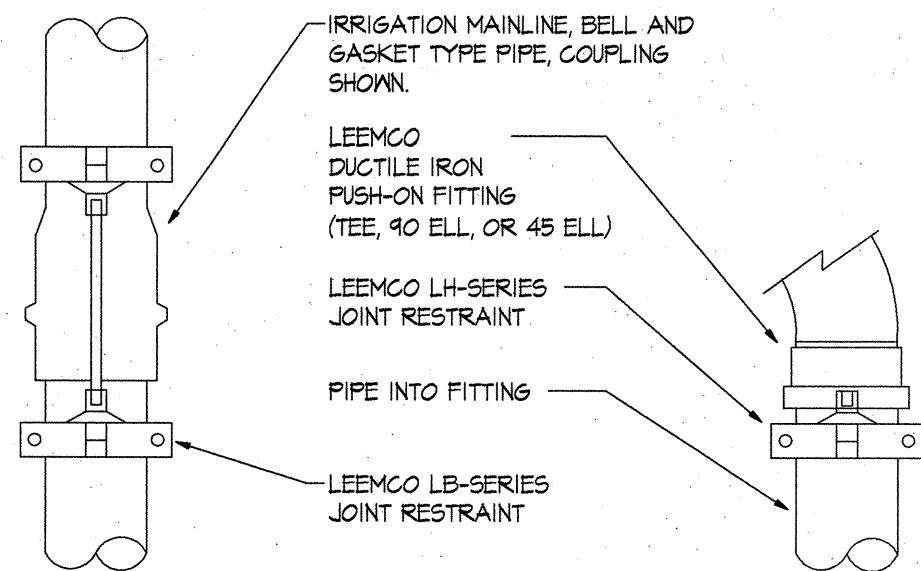 IRRIGATION MAINLINE, BELL AND
GASKET TYPE PIPE, COUPLING
SHOWN.
LEEMCO
DUCTILE IRON
PUSH-ON FITTING
(TEE, 90 ELL, OR 45 ELL)
LEEMCO LH-SERIES
JOINT RESTRAINT
PIPE INTO FITTING
LEEMCO LB-SERIES
JOINT RESTRAINT